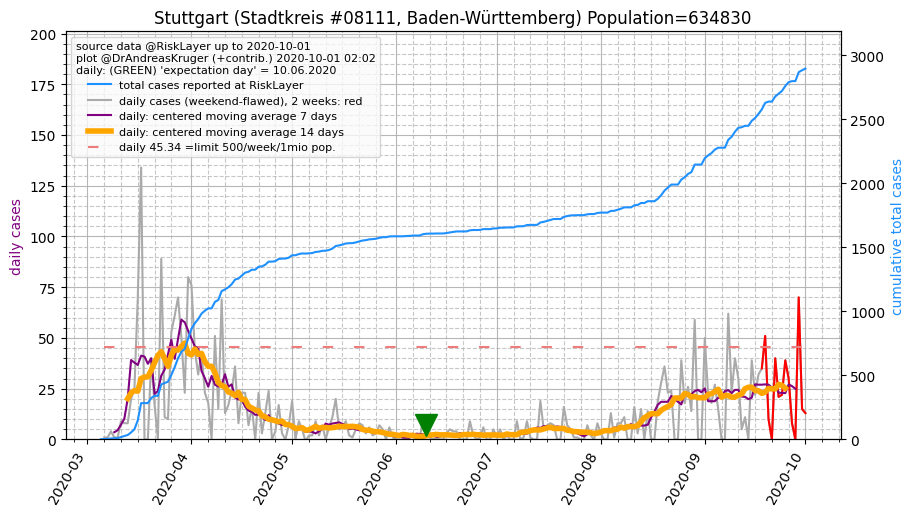 Stuttgart (Stadtkreis #08111, Baden-Württemberg) Population=634830
source data @RiskLayer up to 2020-10-01
plot @DrAndreasKruger (+contrib.) 2020-10-01 02:02
daily: (GREEN) 'expectation day' = 10.06.2020
total cases reported at RiskLayer
daily cases (weekend-flawed), 2 weeks: red
daily: centered moving average 7 days
daily: centered moving average 14 days
daily 45.34 =limit 500/week/1mio pop.
daily cases
200
175
150
125
100
75
50
25
0
cumulative total cases
3000
2500
2000
1500
1000
500
0
2020-03
2020-04
2020-05
2020-06
2020-07
2020-08
2020-09
2020-10